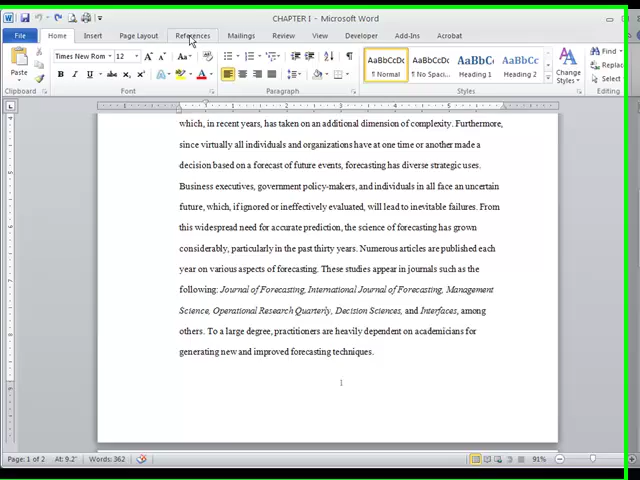 CHAPTER I - Microsoft Word
File Home Insert Page Layout References Mailings Review View Developer Add-Ins Acrobat
Times New Rom 12
Paste
AaBbCcDc AaBbCcDc AaBbC AaBbCc
¶ Normal ¶ No Spaci... Heading 1 Heading 2
Change Styles
Find
Replace
Select
Clipboard Font Paragraph Styles Editing
which, in recent years, has taken on an additional dimension of complexity. Furthermore,
since virtually all individuals and organizations have at one time or another made a
decision based on a forecast of future events, forecasting has diverse strategic uses.
Business executives, government policy-makers, and individuals in all face an uncertain
future, which, if ignored or ineffectively evaluated, will lead to inevitable failures. From
this widespread need for accurate prediction, the science of forecasting has grown
considerably, particularly in the past thirty years. Numerous articles are published each
year on various aspects of forecasting. These studies appear in journals such as the
following: Journal of Forecasting, International Journal of Forecasting, Management
Science, Operational Research Quarterly, Decision Sciences, and Interfaces, among
others. To a large degree, practitioners are heavily dependent on academicians for
generating new and improved forecasting techniques.
1
Page: 1 of 2 At: 9.2" Words: 362 91%